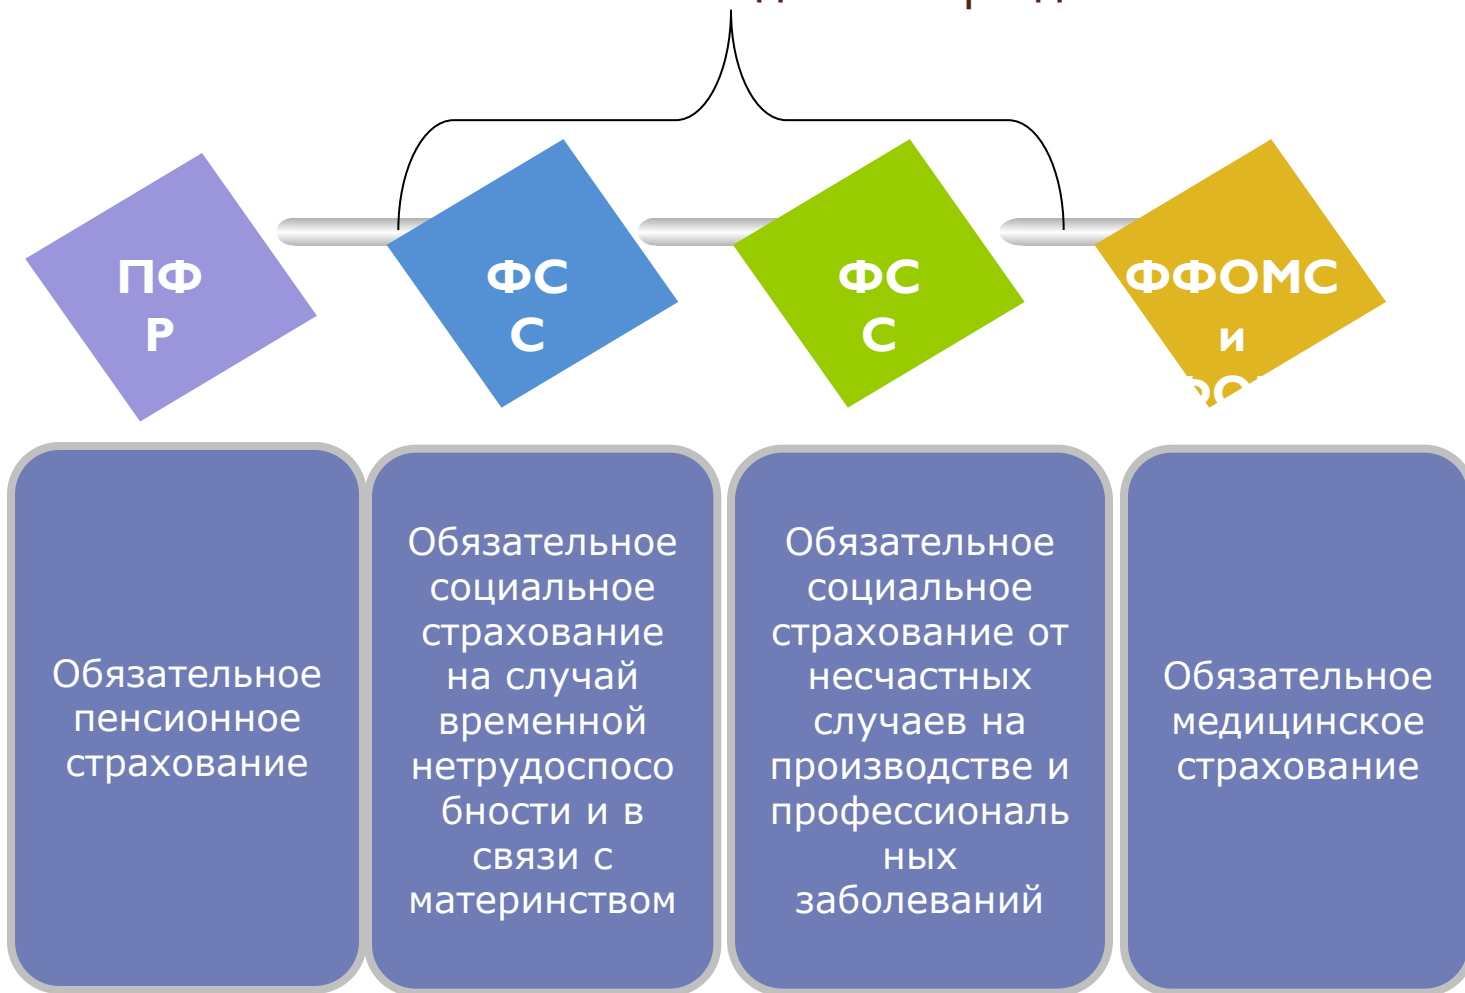 ПФ
Р
ФС
С
ФС
С
ФФОМС
и
Обязательное
пенсионное
страхование
Обязательное
социальное
страхование
на случай
временной
нетрудоспосо
бности и в
связи с
материнством
Обязательное
социальное
страхование от
несчастных
случаев на
производстве и
профессиональ
ных
заболеваний
Обязательное
медицинское
страхование